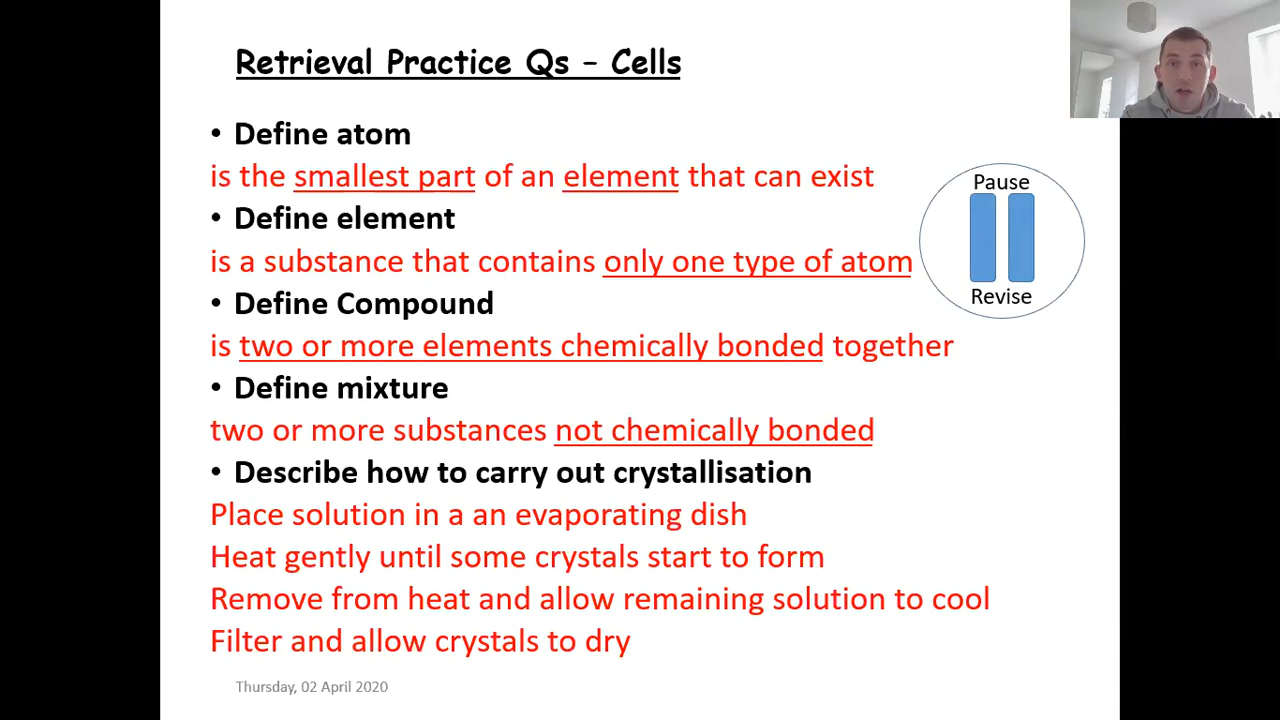 Retrieval Practice Qs – Cells
• Define atom
is the smallest part of an element that can exist
• Define element
is a substance that contains only one type of atom
• Define Compound
is two or more elements chemically bonded together
• Define mixture
two or more substances not chemically bonded
• Describe how to carry out crystallisation
Place solution in a an evaporating dish
Heat gently until some crystals start to form
Remove from heat and allow remaining solution to cool
Filter and allow crystals to dry
Pause
Revise
Thursday, 02 April 2020